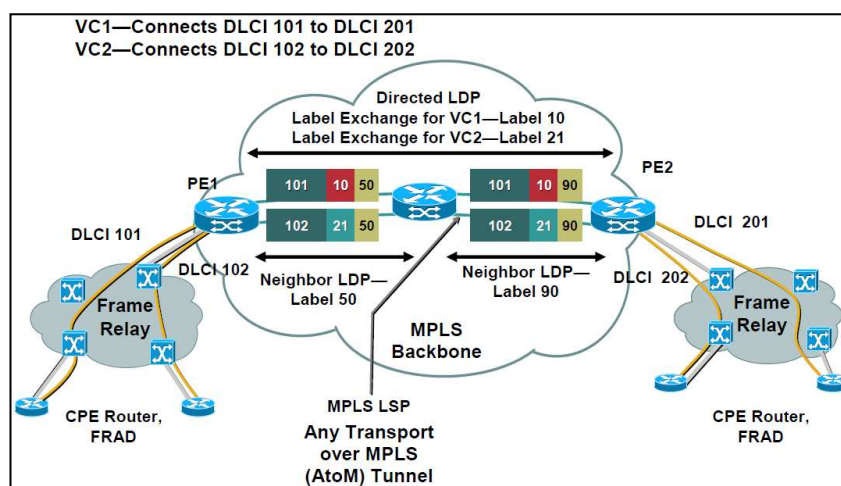 VC1—Connects DLCI 101 to DLCI 201
VC2—Connects DLCI 102 to DLCI 202
Directed LDP
Label Exchange for VC1—Label 10
Label Exchange for VC2—Label 21
PE1
PE2
101 10 50
101 10 90
102 21 50
102 21 90
DLCI 101
DLCI 201
DLCI 102
DLCI 202
Neighbor LDP—
Label 50
Neighbor LDP—
Label 90
Frame
Relay
Frame
Relay
MPLS
Backbone
CPE Router,
FRAD
MPLS LSP
Any Transport
over MPLS
(AtoM) Tunnel
CPE Router,
FRAD